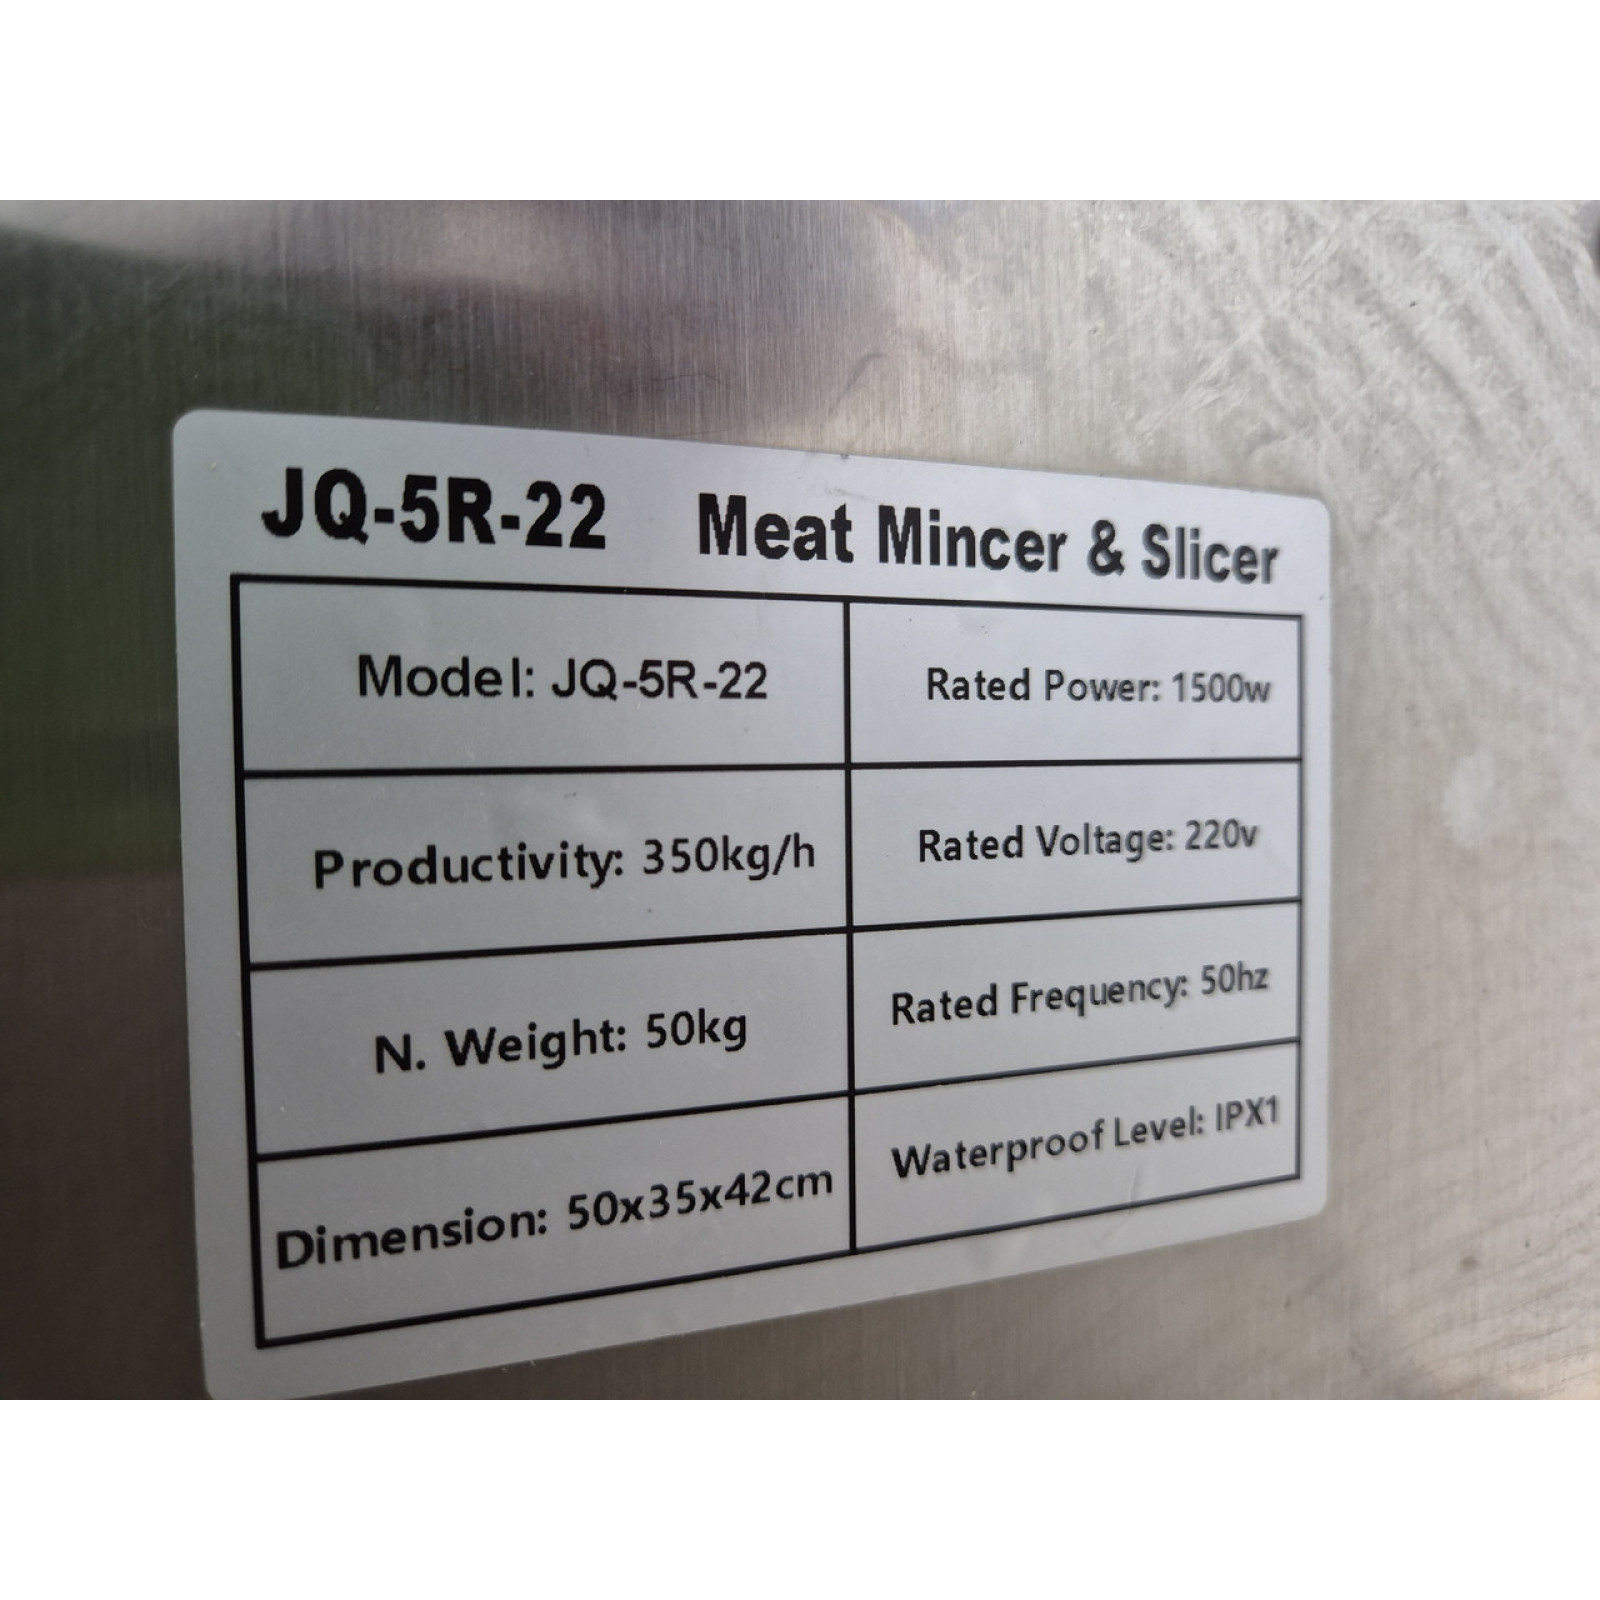 JQ-5R-22 Meat Mincer & Slicer
Model: JQ-5R-22 Rated Power: 1500w
Productivity: 350kg/h Rated Voltage: 220v
N. Weight: 50kg Rated Frequency: 50hz
Dimension: 50x35x42cm Waterproof Level: IPX1